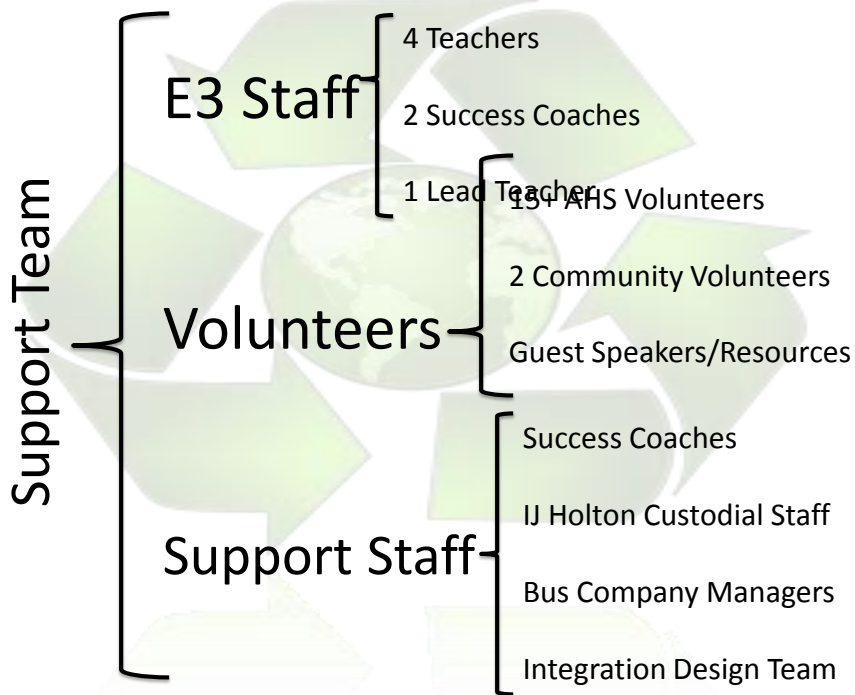 Support Team
E3 Staff
4 Teachers
2 Success Coaches
1 Lead Teacher
Volunteers
15+ AHS Volunteers
2 Community Volunteers
Guest Speakers/Resources
Support Staff
Success Coaches
IJ Holton Custodial Staff
Bus Company Managers
Integration Design Team